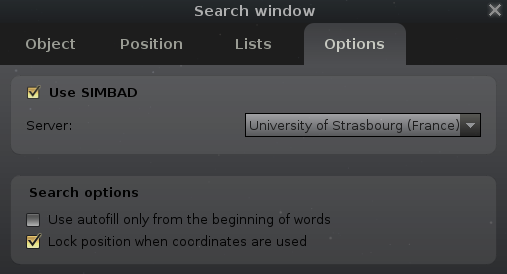 Search window
Object Position Lists Options
Use SIMBAD
Server: University of Strasbourg (France)
Search options
Use autofill only from the beginning of words
Lock position when coordinates are used